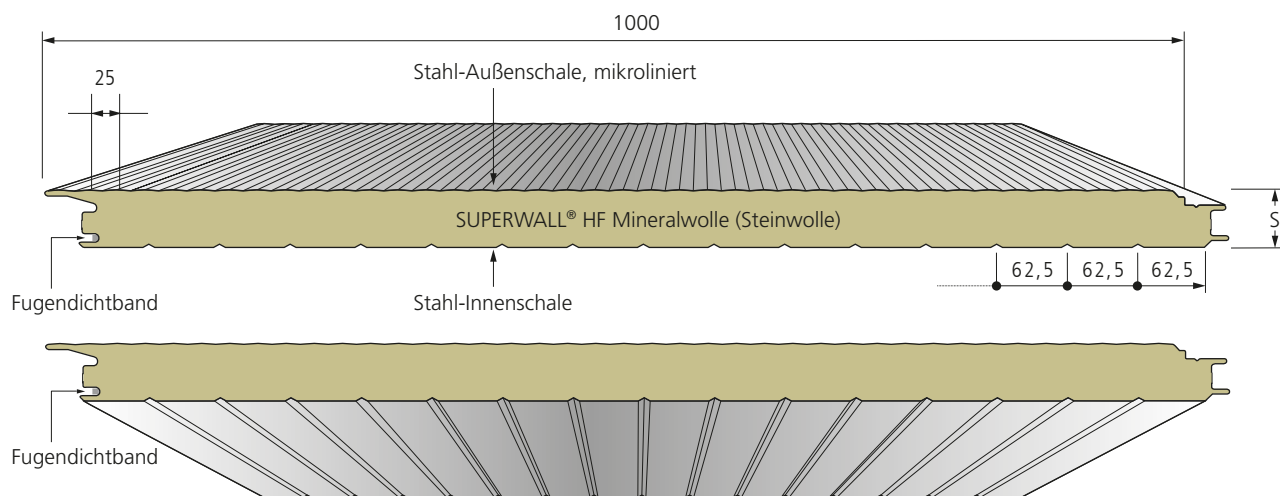 1000
25
Stahl-Außenschale, mikroliniert
SUPERWALL® HF Mineralwolle (Steinwolle)
S
62,5 62,5 62,5
Fugendichtband
Stahl-Innenschale
Fugendichtband